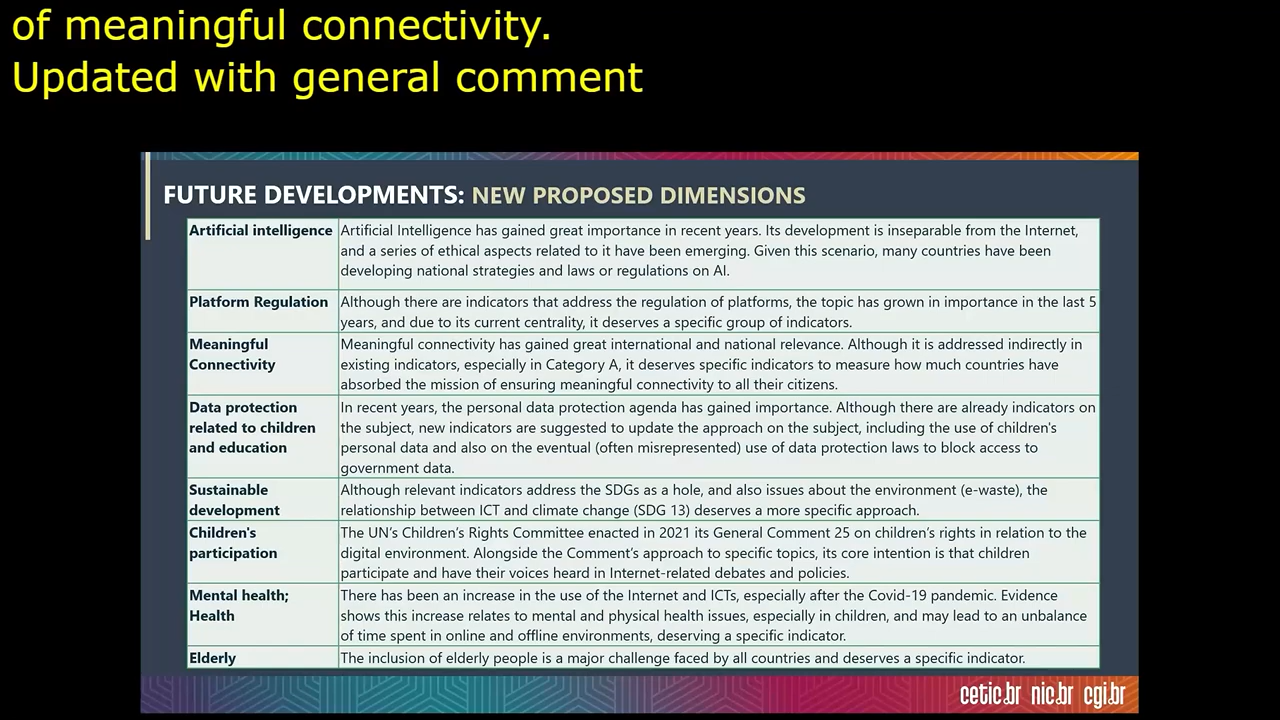 of meaningful connectivity.
Updated with general comment
FUTURE DEVELOPMENTS: NEW PROPOSED DIMENSIONS
Artificial intelligence
Artificial Intelligence has gained great importance in recent years. Its development is inseparable from the Internet,
and a series of ethical aspects related to it have been emerging. Given this scenario, many countries have been
developing national strategies and laws or regulations on AI.
Platform Regulation
Although there are indicators that address the regulation of platforms, the topic has grown in importance in the last 5
years, and due to its current centrality, it deserves a specific group of indicators.
Meaningful
Connectivity
Meaningful connectivity has gained great international and national relevance. Although it is addressed indirectly in
existing indicators, especially in Category A, it deserves specific indicators to measure how much countries have
absorbed the mission of ensuring meaningful connectivity to all their citizens.
Data protection
related to children
and education
In recent years, the personal data protection agenda has gained importance. Although there are already indicators on
the subject, new indicators are suggested to update the approach on the subject, including the use of children's
personal data and also on the eventual (often misrepresented) use of data protection laws to block access to
government data.
Sustainable
development
Although relevant indicators address the SDGs as a hole, and also issues about the environment (e-waste), the
relationship between ICT and climate change (SDG 13) deserves a more specific approach.
Children's
participation
The UN's Children's Rights Committee enacted in 2021 its General Comment 25 on children's rights in relation to the
digital environment. Alongside the Comment's approach to specific topics, its core intention is that children
participate and have their voices heard in Internet-related debates and policies.
Mental health;
Health
There has been an increase in the use of the Internet and ICTs, especially after the Covid-19 pandemic. Evidence
shows this increase relates to mental and physical health issues, especially in children, and may lead to an unbalance
of time spent in online and offline environments, deserving a specific indicator.
Elderly
The inclusion of elderly people is a major challenge faced by all countries and deserves a specific indicator.
cetic.br nic.br cgi.br